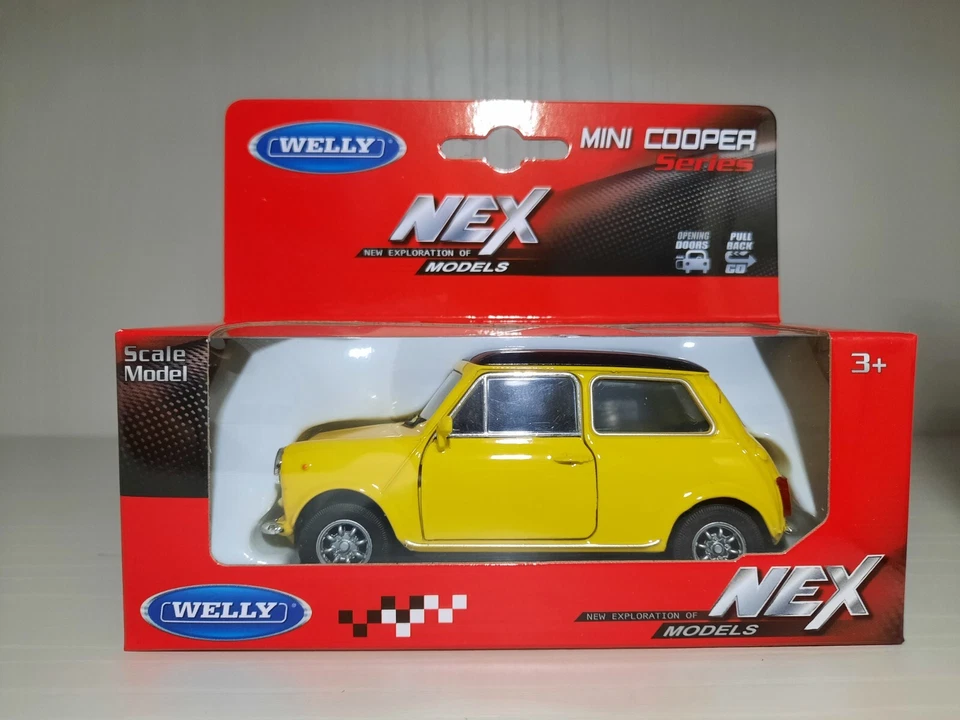 WELLY
MINI COOPER
Series
NEX
NEW EXPLORATION OF
MODELS
OPENING
DOORS
PULL
BACK
GO
Scale
Model
3+
WELLY
NEX
NEW EXPLORATION OF
MODELS